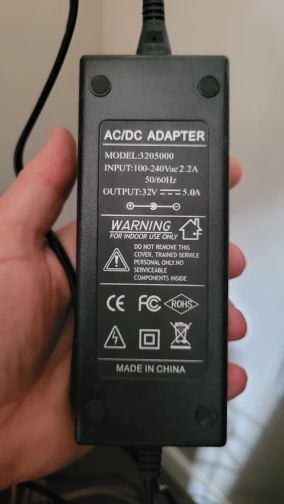 AC/DC ADAPTER
MODEL:3205000
INPUT:100-240Vac 2.2A
50/60Hz
OUTPUT:32V ⎓ 5.0A
WARNING
FOR INDOOR USE ONLY
DO NOT REMOVE THIS
COVER. TRAINED SERVICE
PERSONAL ONLY.NO
SERVICEABLE
COMPONENTS INSIDE
CE FC ROHS
MADE IN CHINA